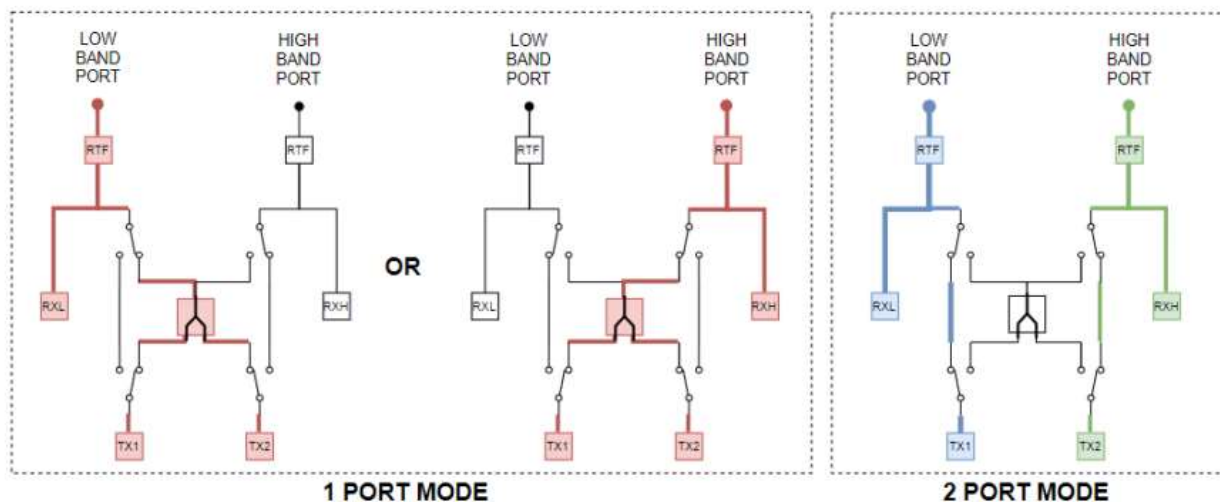 LOW
BAND
PORT
HIGH
BAND
PORT
RTF
RTF
RXL
RXH
TX1
TX2
OR
LOW
BAND
PORT
HIGH
BAND
PORT
RTF
RTF
RXL
RXH
TX1
TX2
1 PORT MODE
LOW
BAND
PORT
HIGH
BAND
PORT
RTF
RTF
RXL
RXH
TX1
TX2
2 PORT MODE